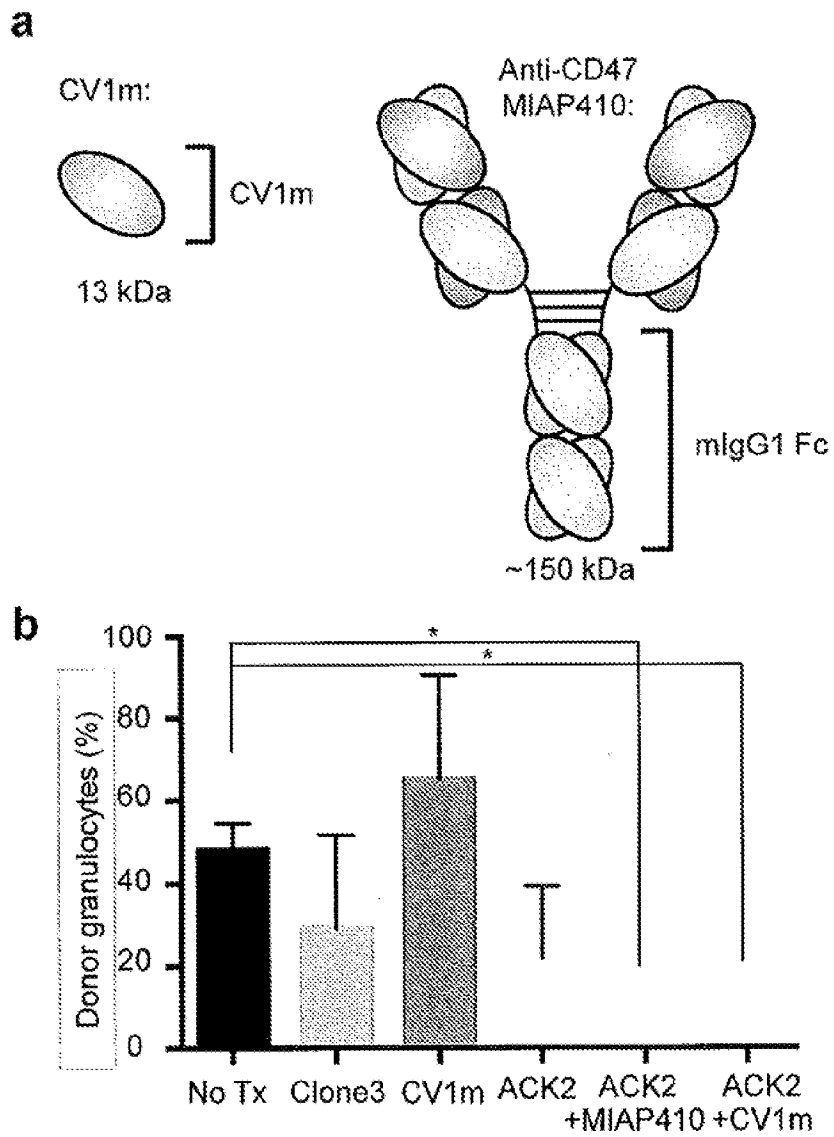 a
CV1m:
CV1m
13 kDa
Anti-CD47
MIAP410:
mIgG1 Fc
~150 kDa
b
Donor granulocytes (%)
100
80
60
40
20
0
*
*
No Tx
Clone3
CV1m
ACK2
ACK2
+MIAP410
ACK2
+CV1m